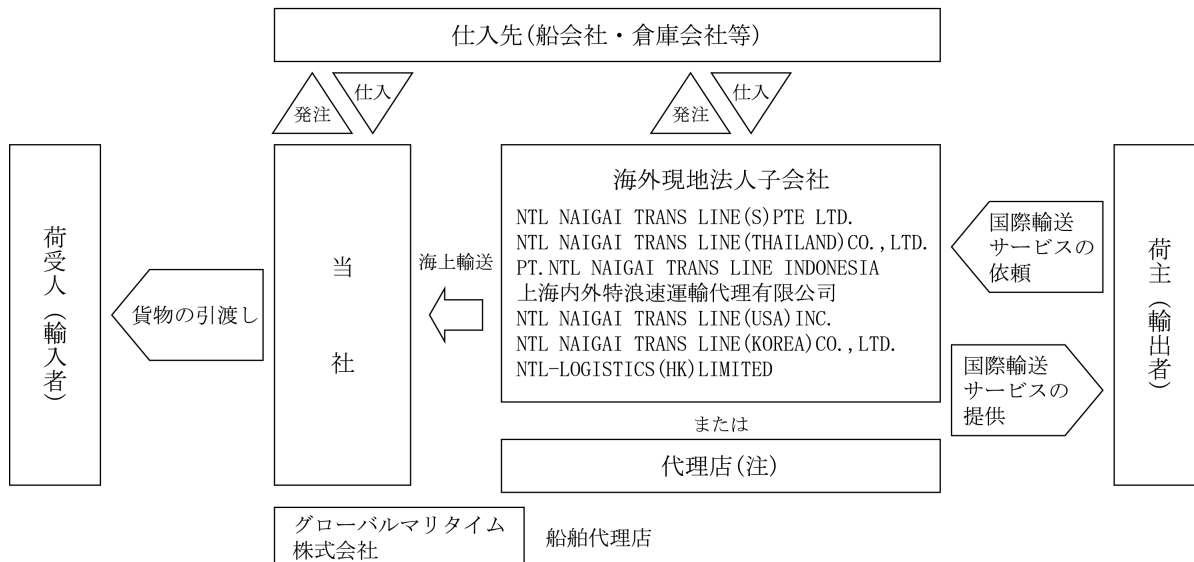 仕入先(船会社・倉庫会社等)
発注
仕入
発注
仕入
荷受人(輸入者)
貨物の引渡し
当社
海上輸送
海外現地法人子会社
NTL NAIGAI TRANS LINE(S)PTE LTD.
NTL NAIGAI TRANS LINE(THAILAND)CO.,LTD.
PT.NTL NAIGAI TRANS LINE INDONESIA
上海内外特浪速運輸代理有限公司
NTL NAIGAI TRANS LINE(USA)INC.
NTL NAIGAI TRANS LINE(KOREA)CO.,LTD.
NTL-LOGISTICS(HK)LIMITED
または
代理店(注)
国際輸送
サービスの
依頼
国際輸送
サービスの
提供
荷主(輸出者)
グローバルマリタイム
株式会社
船舶代理店